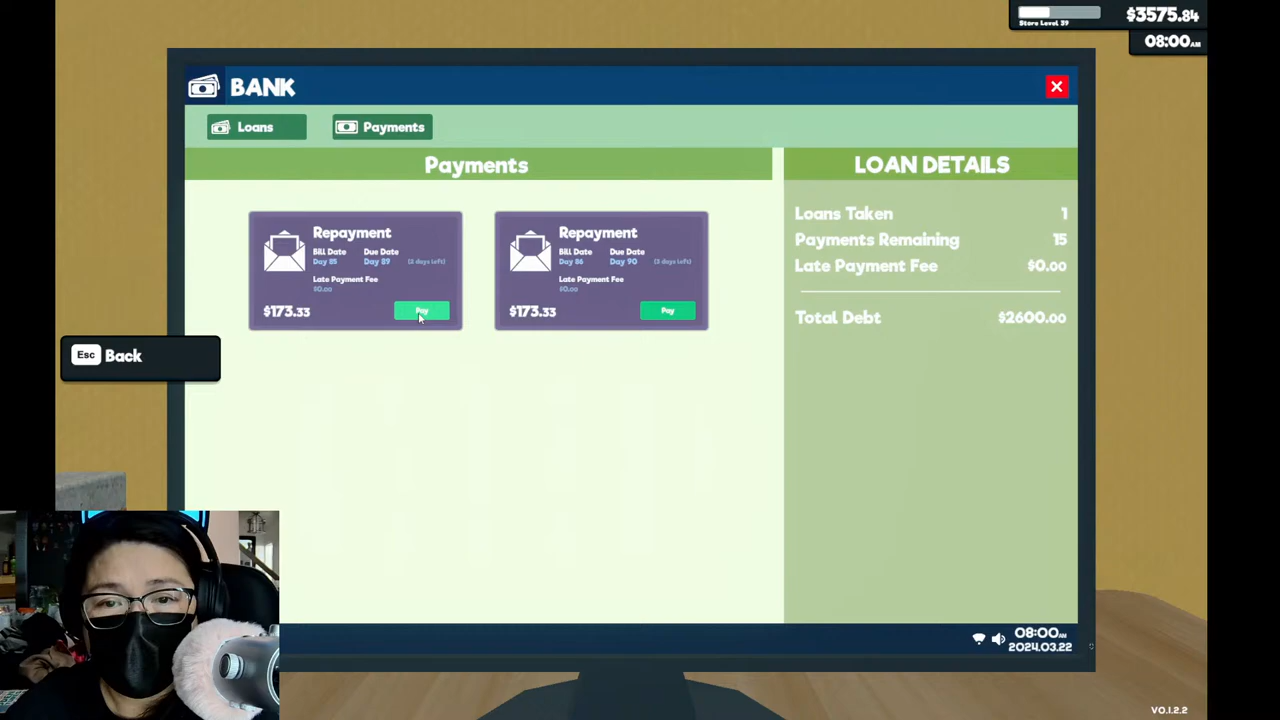 $3575.84
Store Level 39
08:00AM
BANK
Loans
Payments
Payments
LOAN DETAILS
Repayment
Bill Date Due Date
Day 85 Day 89
Late Payment Fee
$0.00
$173.33
Pay
Repayment
Bill Date Due Date
Day 86 Day 90 (3 days Left)
Late Payment Fee
$0.00
$173.33
Pay
Loans Taken 1
Payments Remaining 15
Late Payment Fee $0.00
Total Debt $2600.00
Esc Back
08:00AM
2024.03.22
V0.1.2.2